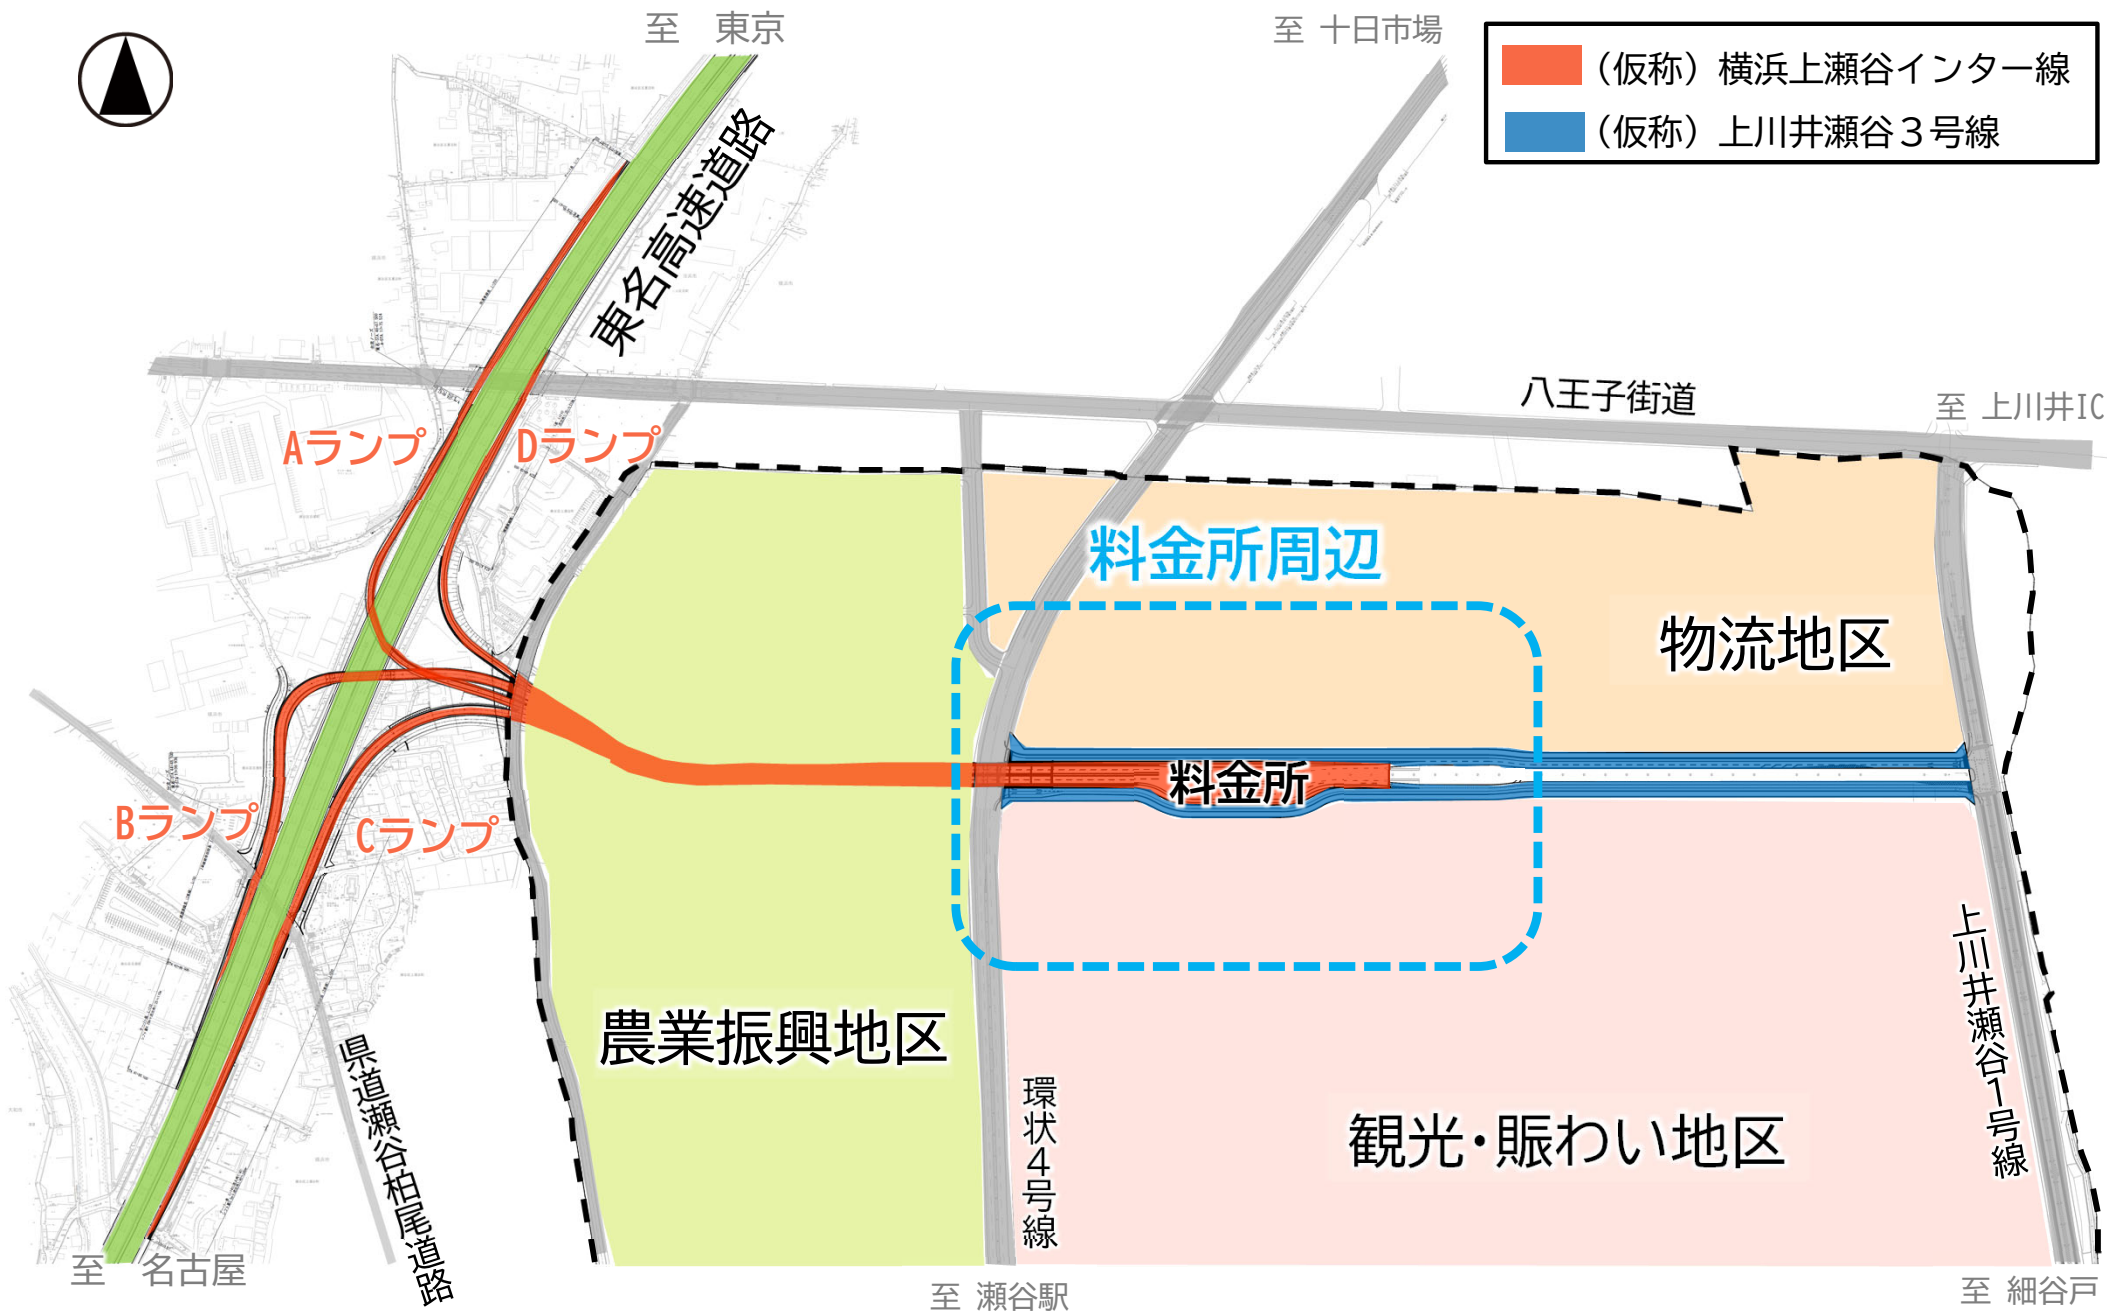 至　東京
至 十日市場
（仮称）横浜上瀬谷インター線
（仮称）上川井瀬谷３号線
東名高速道路
八王子街道
至 上川井IC
Aランプ
Dランプ
料金所周辺
物流地区
料金所
Bランプ
Cランプ
農業振興地区
県道瀬谷柏尾道路
環状４号線
観光・賑わい地区
上川井瀬谷１号線
至　名古屋
至 瀬谷駅
至 細谷戸